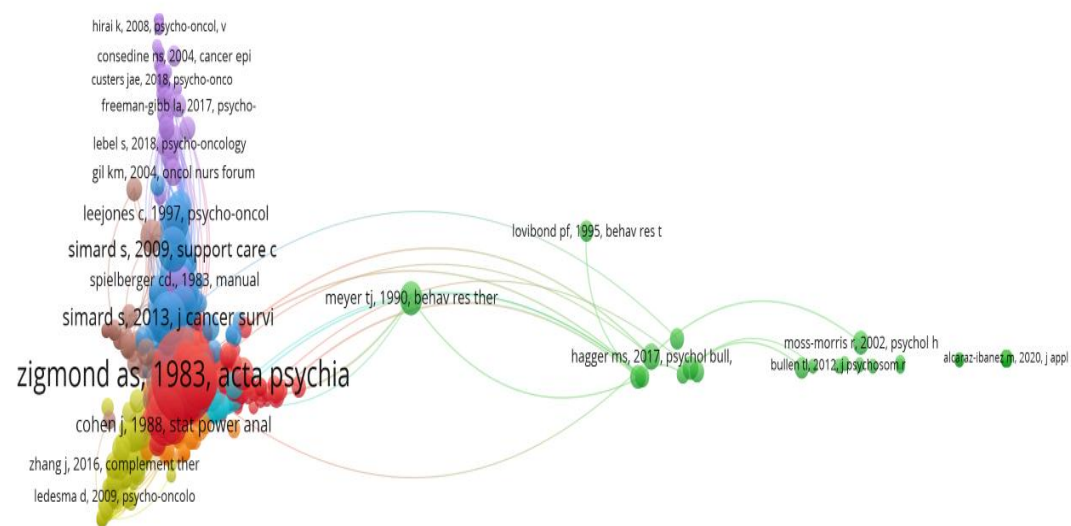 hirai k, 2008, psycho-oncol, v
consedine ns, 2004, cancer epi
custers jae, 2018, psycho-onco
freeman-gibb la, 2017, psycho-
lebel s, 2018, psycho-oncology
gil km, 2004, oncol nurs forum
leejones c, 1997, psycho-oncol
lovibond pf, 1995, behav res t
simard s, 2009, support care c
spielberger cd., 1983, manual
meyer tj, 1990, behav res ther
simard s, 2013, j cancer survi
moss-morris r, 2002, psychol h
hagger ms, 2017, psychol bull,
alcaraz-ibanez m, 2020, j appl
bullen tl, 2012, j psychosom r
zigmond as, 1983, acta psychia
cohen j, 1988, stat power anal
zhang j, 2016, complement ther
ledesma d, 2009, psycho-oncolo